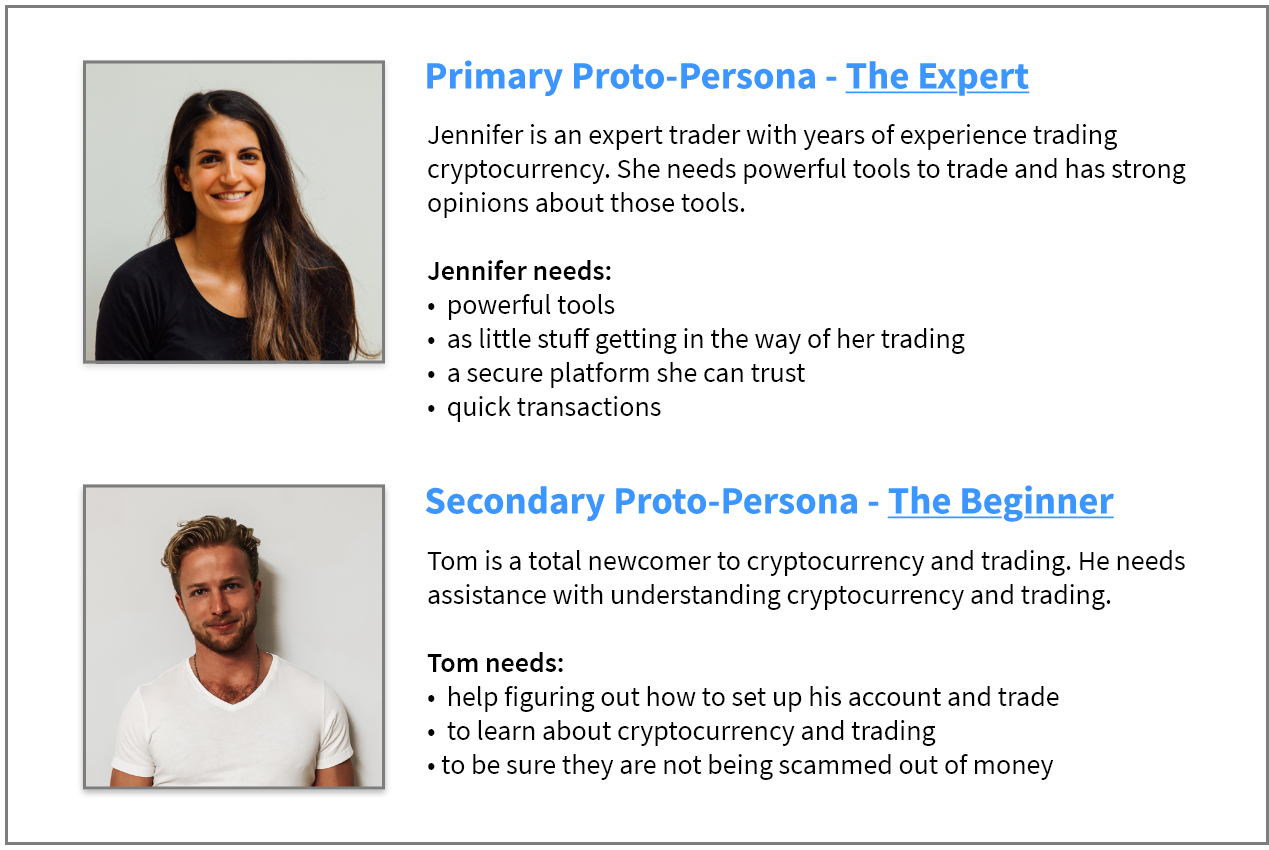 Primary Proto-Persona - The Expert
Jennifer is an expert trader with years of experience trading
cryptocurrency. She needs powerful tools to trade and has strong
opinions about those tools.
Jennifer needs:
• powerful tools
• as little stuff getting in the way of her trading
• a secure platform she can trust
• quick transactions
Secondary Proto-Persona - The Beginner
Tom is a total newcomer to cryptocurrency and trading. He needs
assistance with understanding cryptocurrency and trading.
Tom needs:
• help figuring out how to set up his account and trade
• to learn about cryptocurrency and trading
• to be sure they are not being scammed out of money